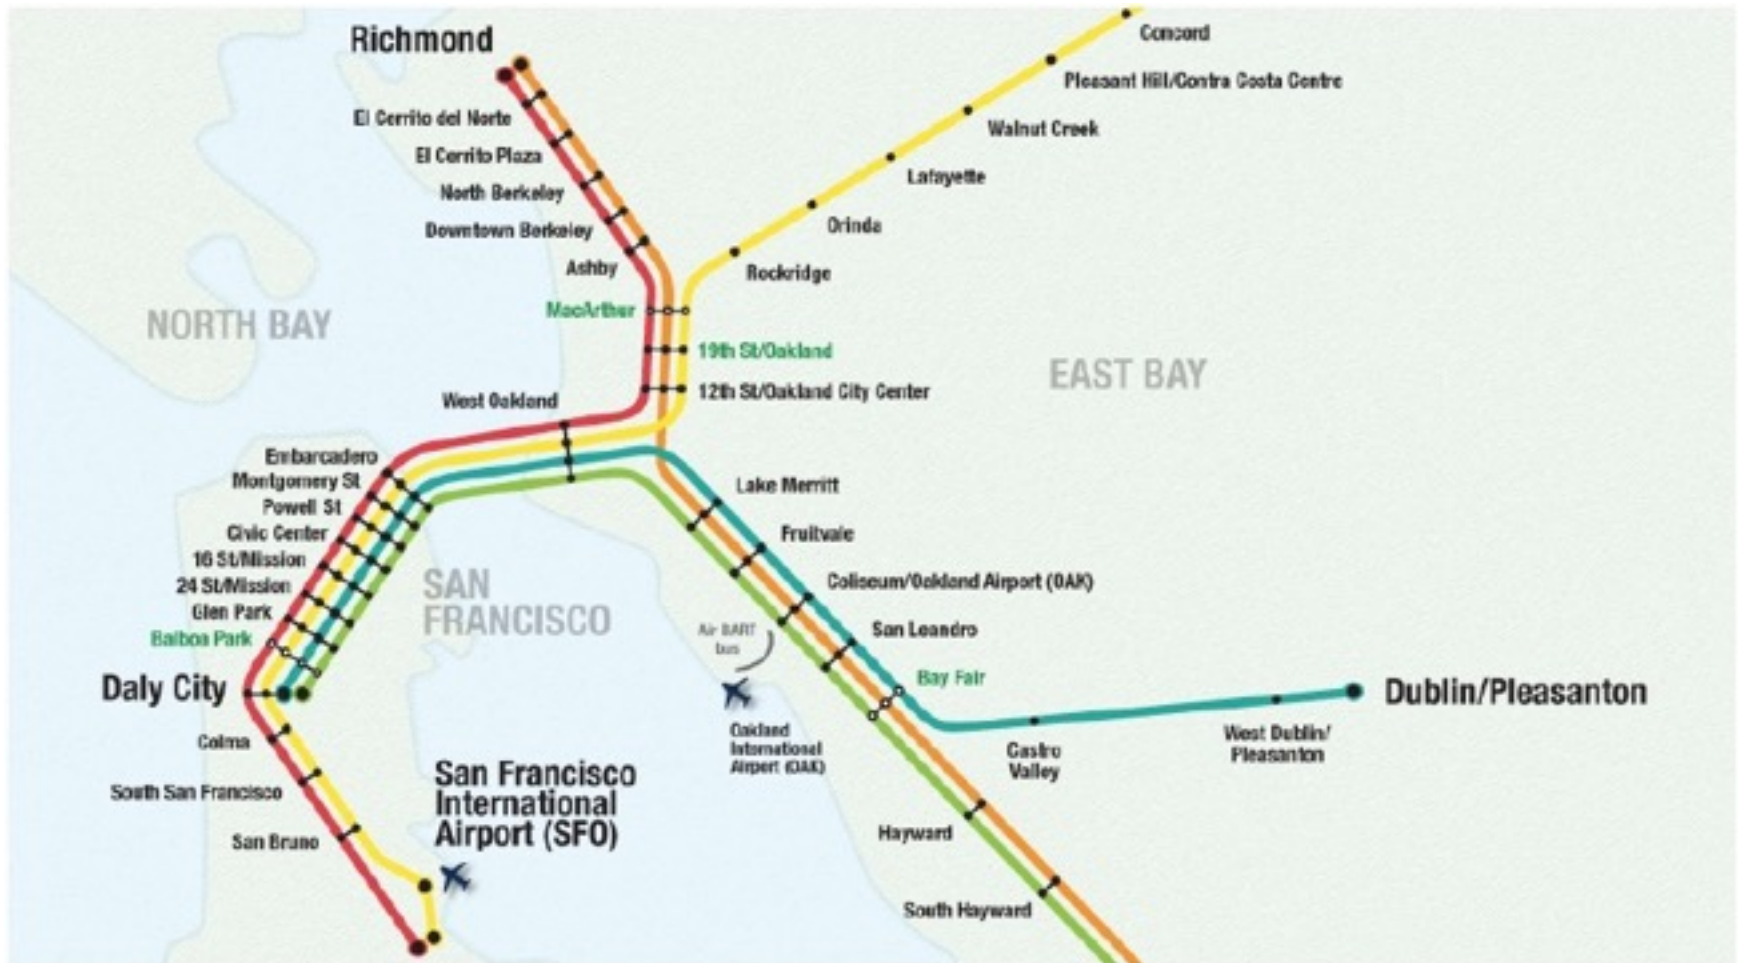 Richmond
Concord
Pleasant Hill/Contra Costa Centre
El Cerrito del Norte
Walnut Creek
El Cerrito Plaza
Lafayette
North Berkeley
Orinda
Downtown Berkeley
Ashby
Rockridge
MacArthur
NORTH BAY
19th St/Oakland
EAST BAY
12th St/Oakland City Center
West Oakland
Embarcadero
Montgomery St
Lake Merritt
Powell St
Civic Center
Fruitvale
16 St/Mission
24 St/Mission
Coliseum/Oakland Airport (OAK)
SAN
FRANCISCO
Glen Park
Balboa Park
Air BART
bus
San Leandro
Bay Fair
Daly City
Dublin/Pleasanton
Oakland
International
Airport (OAK)
Castro
Valley
West Dublin/
Pleasanton
Colma
San Francisco
International
Airport (SFO)
South San Francisco
San Bruno
Hayward
South Hayward